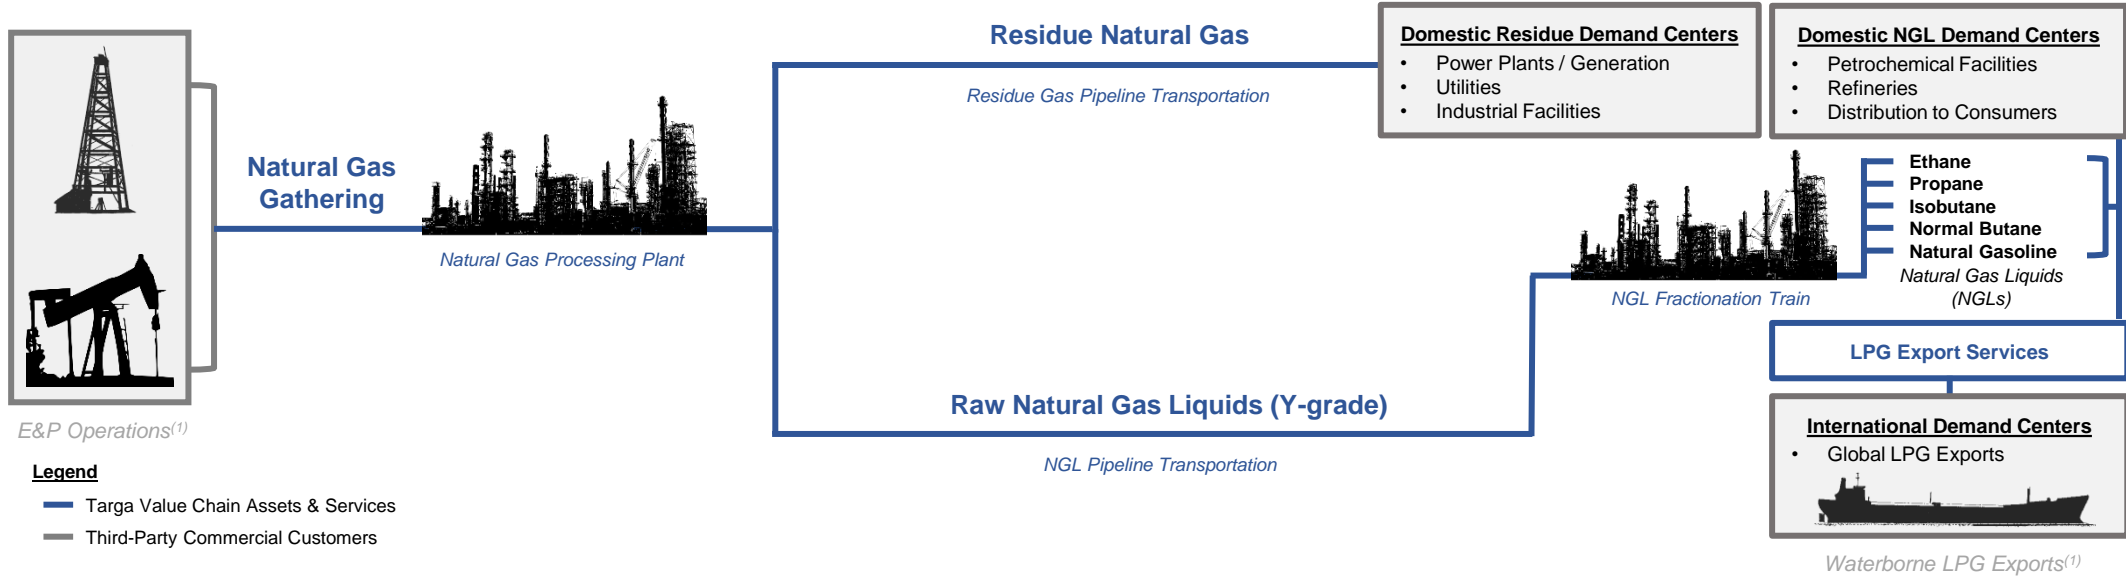 E&P Operations(1)
Legend
Targa Value Chain Assets & Services
Third-Party Commercial Customers
Natural Gas
Gathering
Natural Gas Processing Plant
Residue Natural Gas
Residue Gas Pipeline Transportation
Raw Natural Gas Liquids (Y-grade)
NGL Pipeline Transportation
Domestic Residue Demand Centers
• Power Plants / Generation
• Utilities
• Industrial Facilities
Domestic NGL Demand Centers
• Petrochemical Facilities
• Refineries
• Distribution to Consumers
NGL Fractionation Train
Ethane
Propane
Isobutane
Normal Butane
Natural Gasoline
Natural Gas Liquids
(NGLs)
LPG Export Services
International Demand Centers
• Global LPG Exports
Waterborne LPG Exports(1)